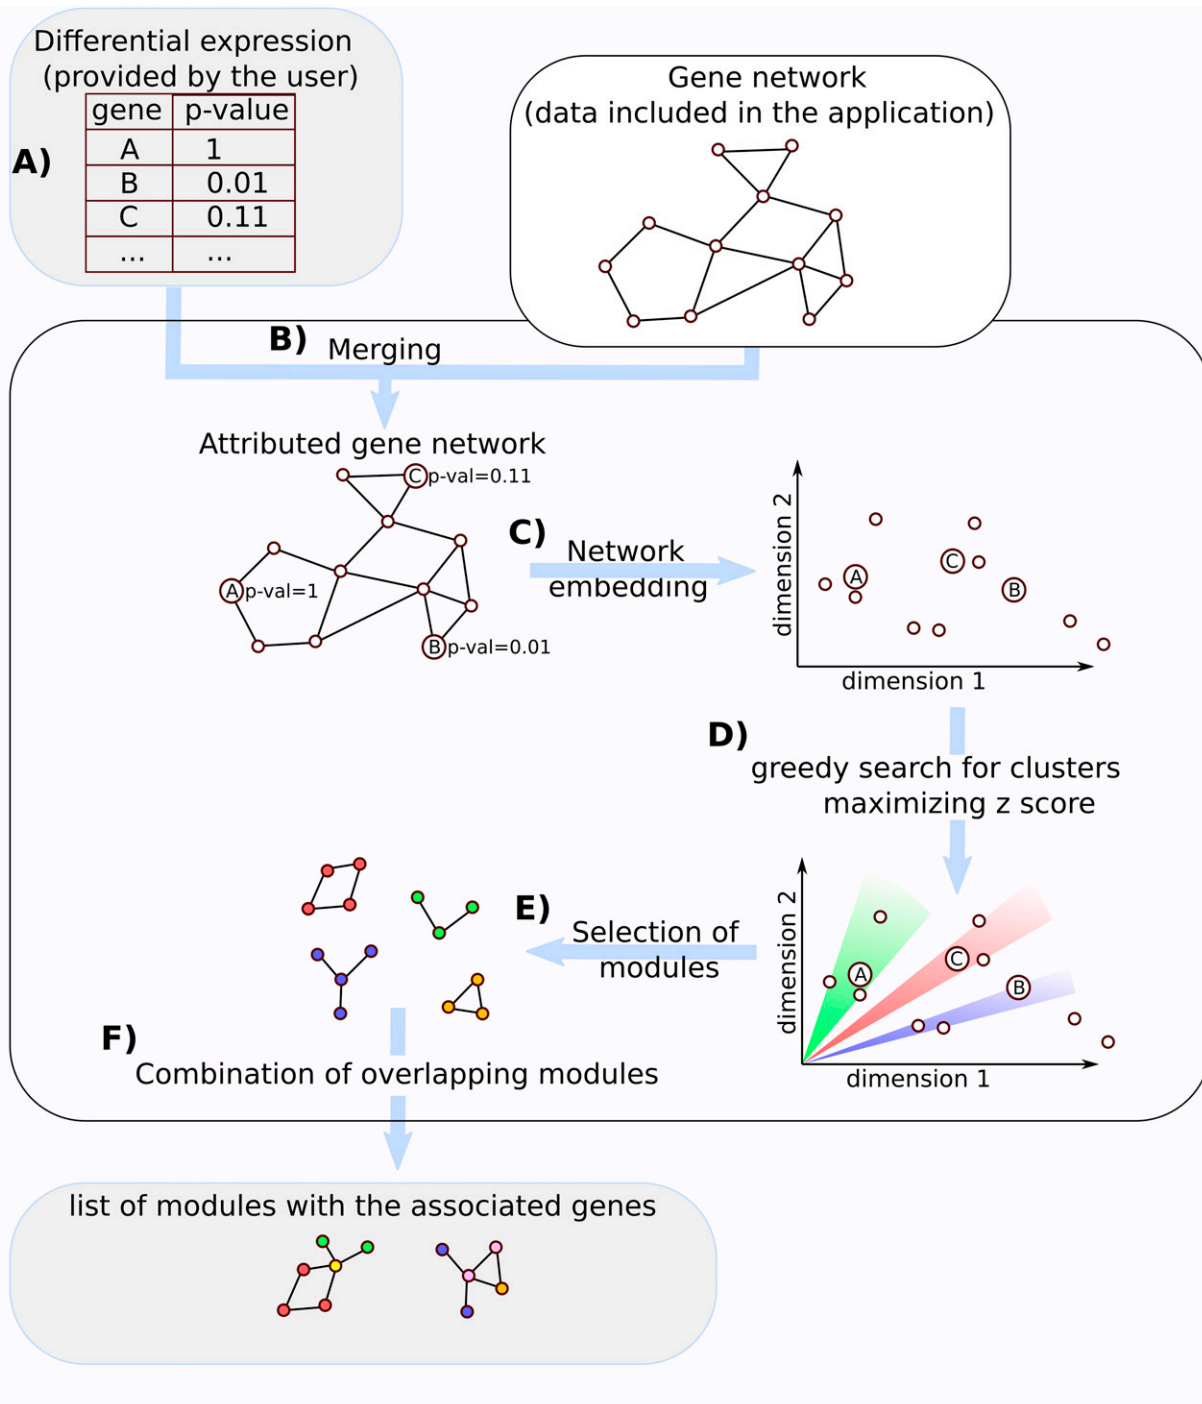 Differential expression
(provided by the user)
gene p-value
A)
A 1
B 0.01
C 0.11
... ...
Gene network
(data included in the application)
B) Merging
Attributed gene network
C p-val=0.11
A p-val=1
B p-val=0.01
C) Network
embedding
dimension 2
A
C
B
dimension 1
D)
greedy search for clusters
maximizing z score
dimension 2
A
C
B
dimension 1
E)
Selection of
modules
F)
Combination of overlapping modules
list of modules with the associated genes